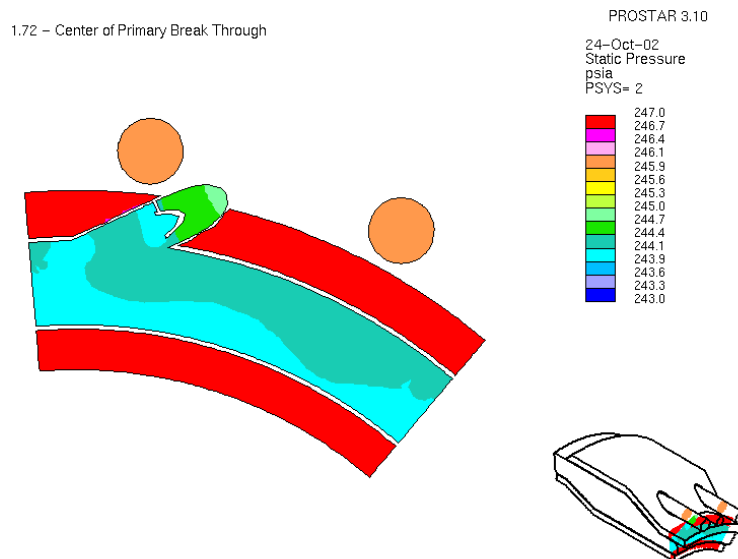 1.72 – Center of Primary Break Through
PROSTAR 3.10
24–Oct–02
Static Pressure
psia
PSYS= 2
247.0
246.7
246.4
246.1
245.9
245.6
245.3
245.0
244.7
244.4
244.1
243.9
243.6
243.3
243.0